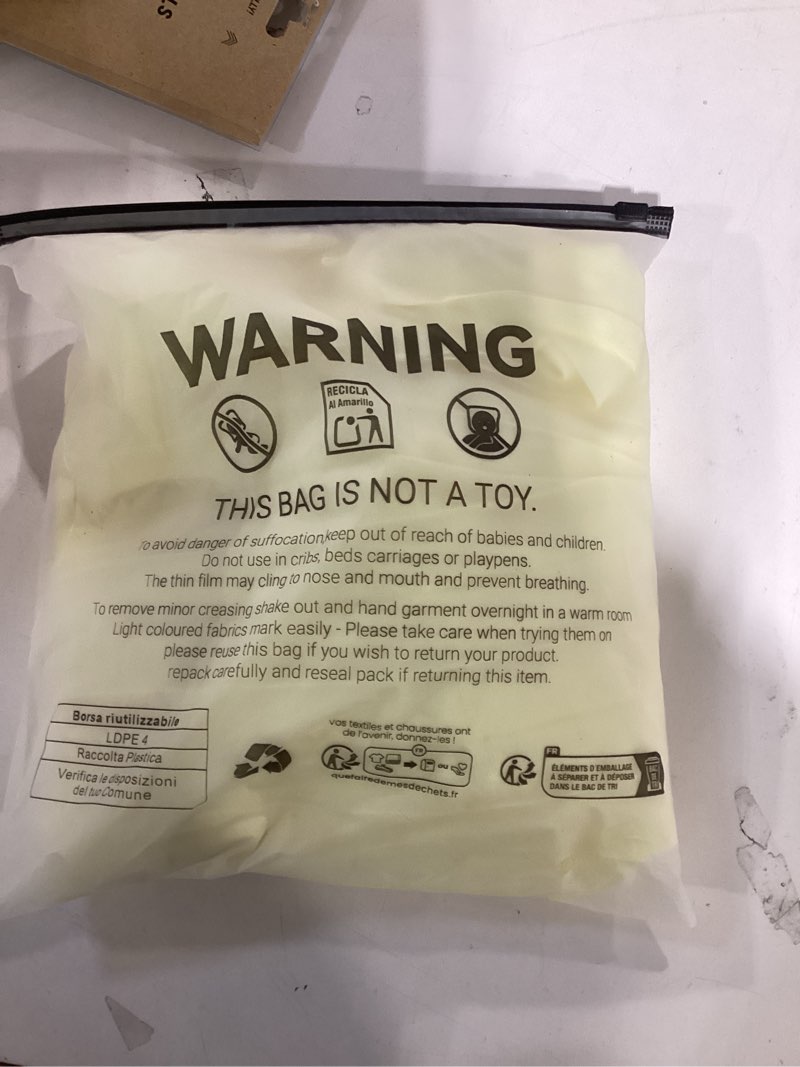 WARNING
RECICLA
Al Amarillo
THIS BAG IS NOT A TOY.
To avoid danger of suffocation,keep out of reach of babies and children.
Do not use in cribs, beds carriages or playpens.
The thin film may cling to nose and mouth and prevent breathing.
To remove minor creasing shake out and hand garment overnight in a warm room
Light coloured fabrics mark easily - Please take care when trying them on
please reuse this bag if you wish to return your product.
repack carefully and reseal pack if returning this item.
Borsa riutilizzabile
LDPE 4
Raccolta Plastica
Verifica le disposizioni
del tuo Comune
vos textiles et chaussures ont
de l'avenir, donnez-les !
FR
OU
quefairedemesdechets.fr
FR
ÉLÉMENTS D'EMBALLAGE
À SÉPARER ET À DÉPOSER
DANS LE BAC DE TRI